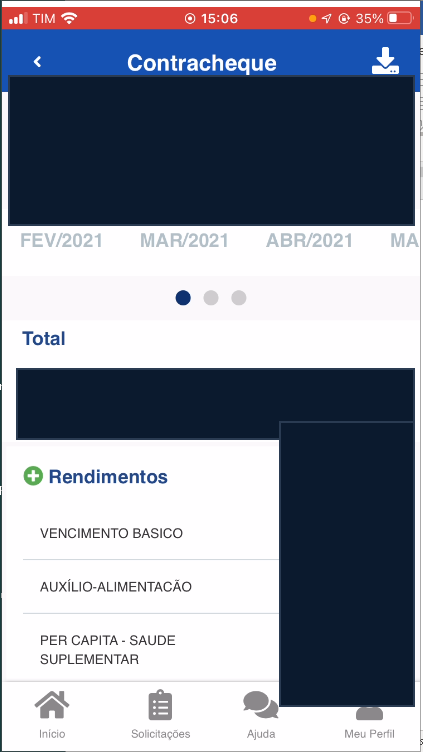 TIM 15:06 35%
Contracheque
FEV/2021 MAR/2021 ABR/2021 MA
Total
Rendimentos
VENCIMENTO BASICO
AUXÍLIO-ALIMENTACÃO
PER CAPITA - SAUDE
SUPLEMENTAR
Início Solicitações Ajuda Meu Perfil